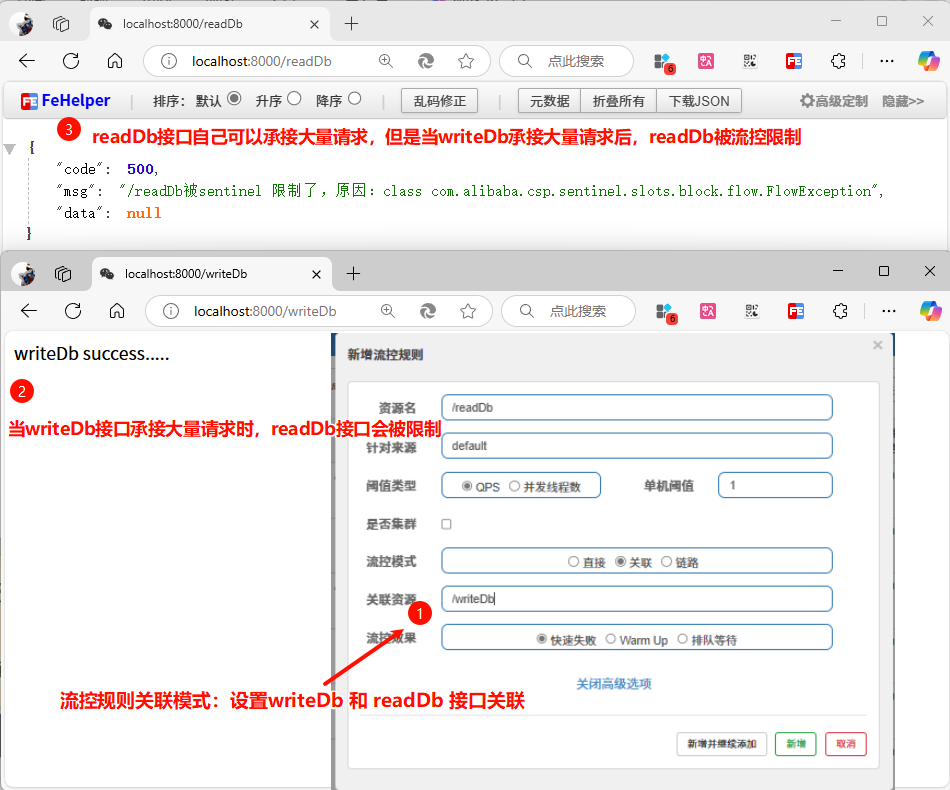 localhost:8000/readDb
localhost:8000/readDb
点此搜索
6
FE
FE FeHelper
排序: 默认 升序 降序
乱码修正
元数据 折叠所有 下载JSON
高级定制 隐藏>>
3 readDb接口自己可以承接大量请求，但是当writeDb承接大量请求后，readDb被流控限制
{
"code": 500,
"msg": "/readDb被sentinel 限制了，原因：class com.alibaba.csp.sentinel.slots.block.flow.FlowException",
"data": null
}
localhost:8000/writeDb
localhost:8000/writeDb
点此搜索
6
FE
writeDb success.....
2
当writeDb接口承接大量请求时，readDb接口会被限制
新增流控规则
资源名 /readDb
针对来源 default
阈值类型 QPS 并发线程数 单机阈值 1
是否集群
流控模式 直接 关联 链路
关联资源 /writeDb
1
流控效果 快速失败 Warm Up 排队等待
关闭高级选项
流控规则关联模式：设置writeDb 和 readDb 接口关联
新增并继续添加 新增 取消